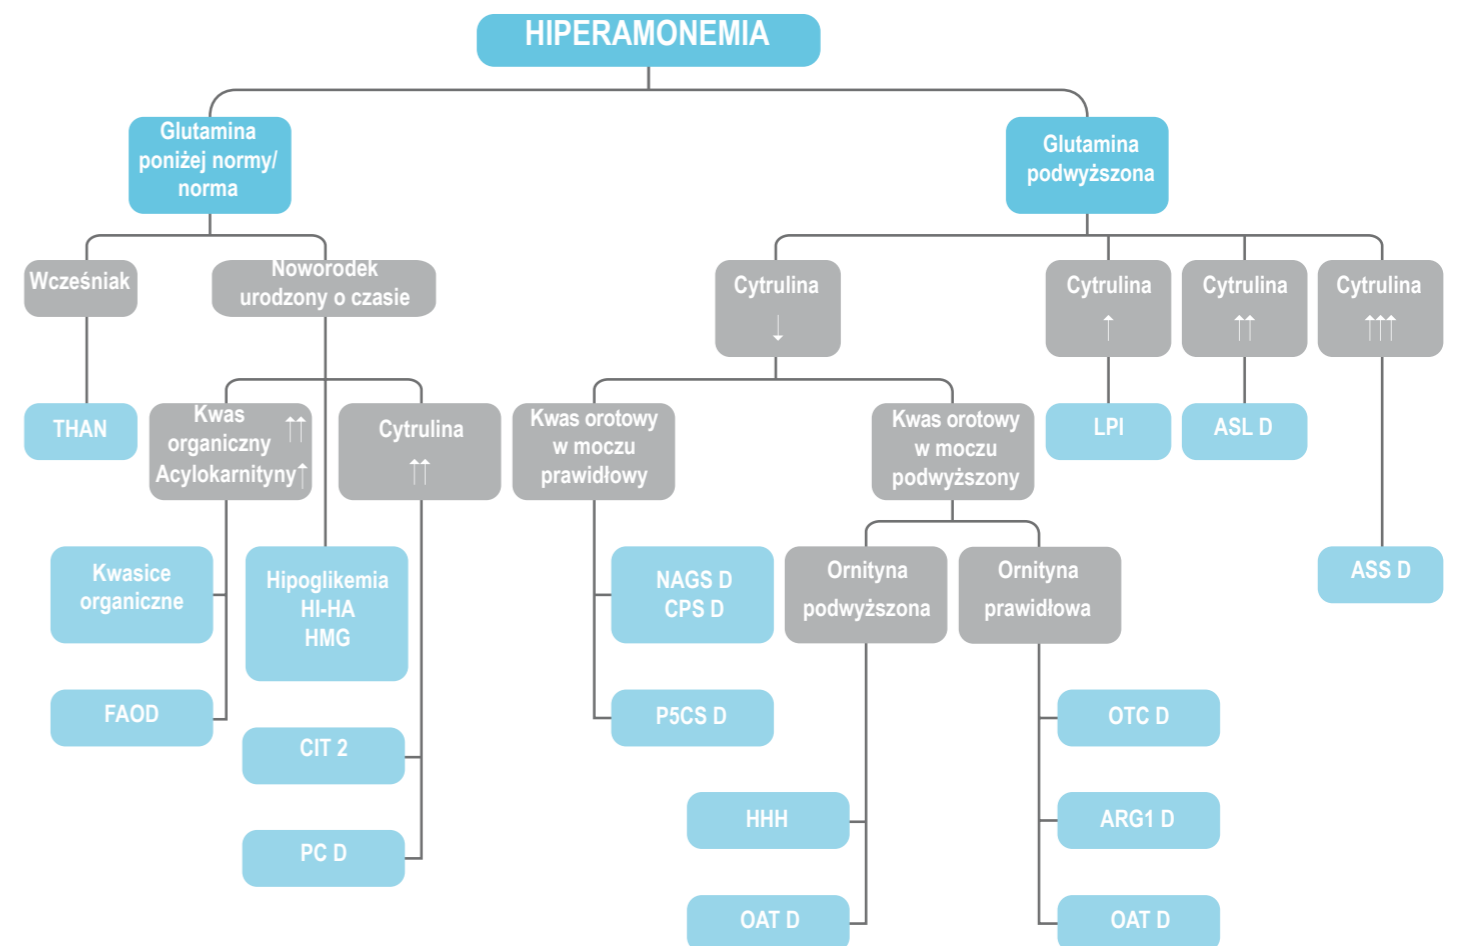 HIPERAMONEMIA
Glutamina
poniżej normy/
norma
Glutamina
podwyższona
Wcześniak
Noworodek
urodzony o czasie
Cytrulina
↓
Cytrulina
↑
Cytrulina
↑↑
Cytrulina
↑↑↑
THAN
Kwas
organiczny ↑↑
Acylokarnityny↑
Cytrulina
↑↑
Kwas orotowy
w moczu
prawidłowy
Kwas orotowy
w moczu
podwyższony
LPI
ASL D
Kwasice
organiczne
Hipoglikemia
HI-HA
HMG
NAGS D
CPS D
Ornityna
podwyższona
Ornityna
prawidłowa
ASS D
FAOD
CIT 2
P5CS D
OTC D
PC D
HHH
ARG1 D
OAT D
OAT D